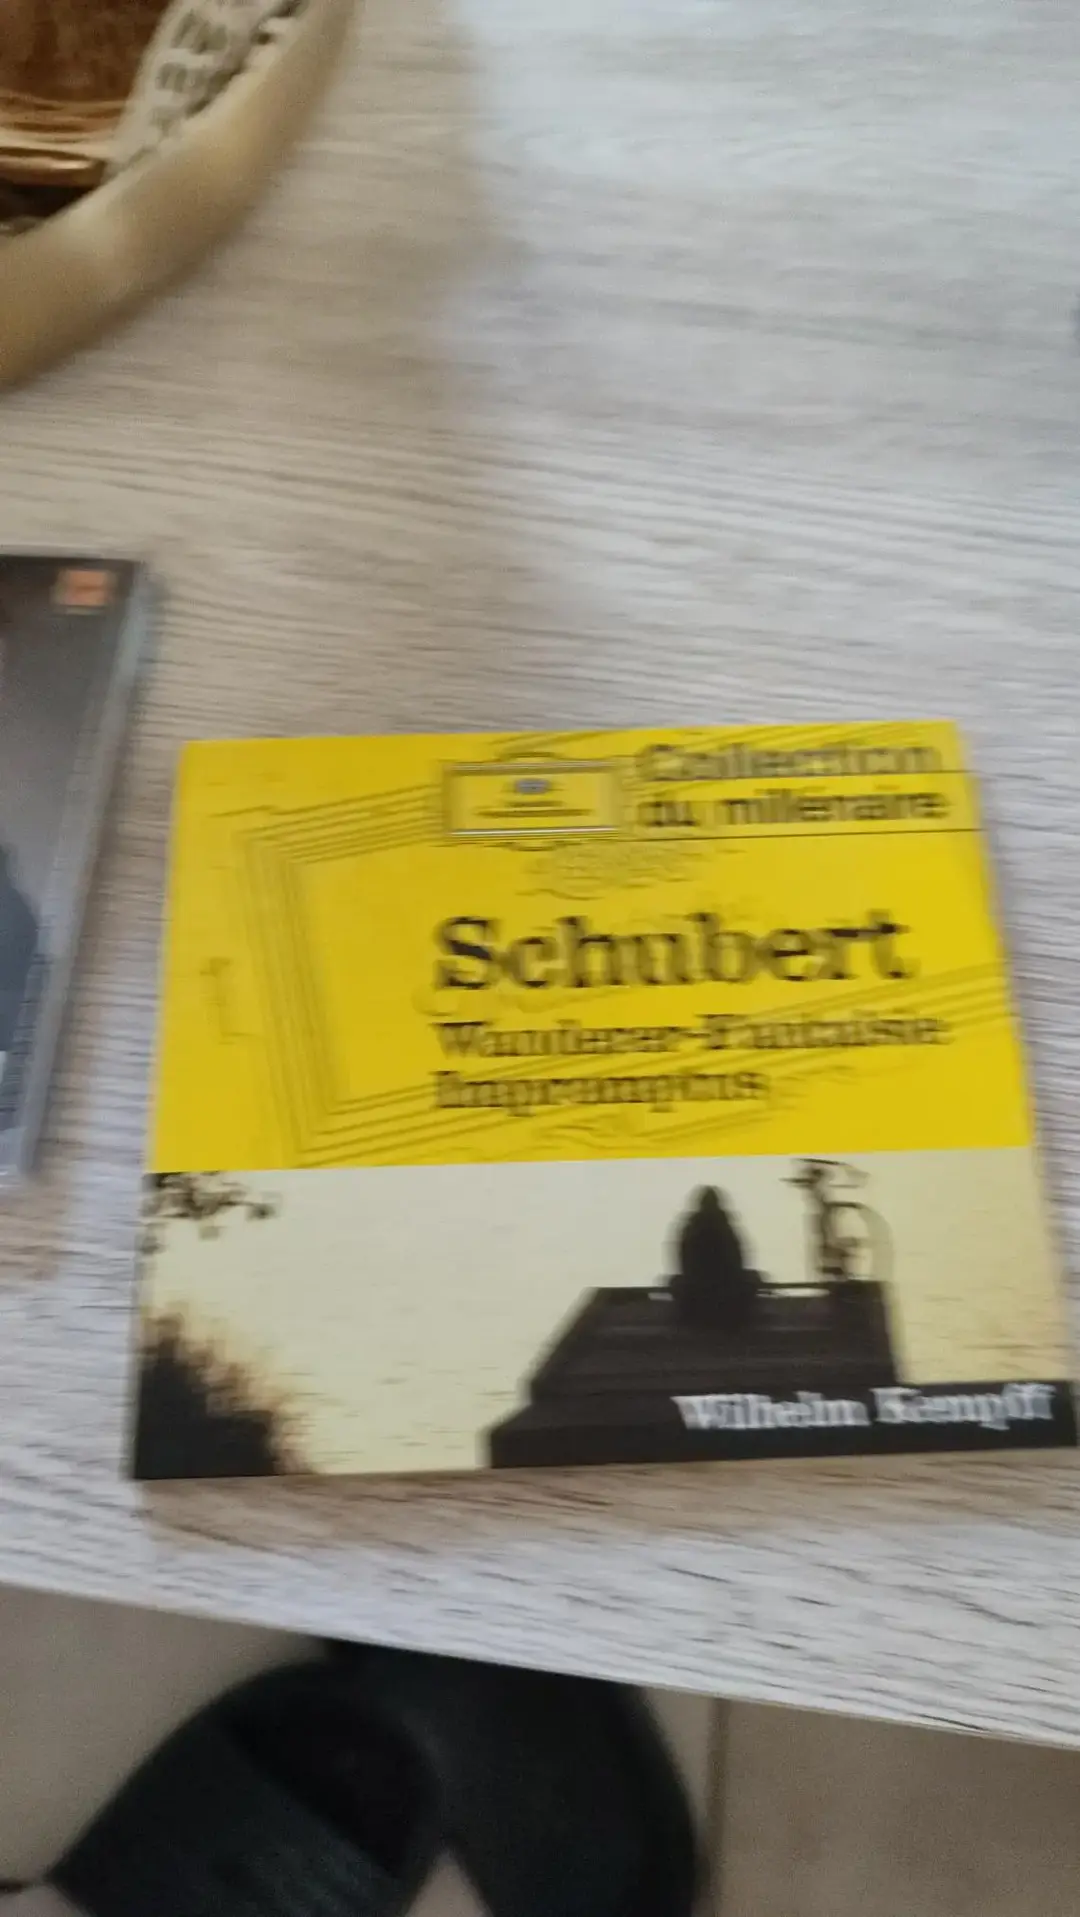 Collection
du millénaire
Schubert
Wanderer-Fantaisie
Impromptus
Wilhelm Kempff